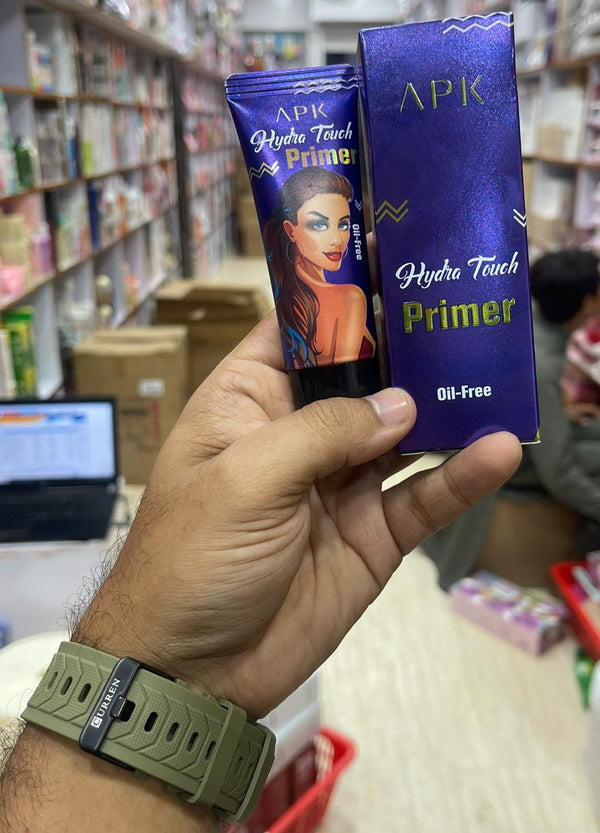 APK
Hydra Touch
Primer
Oil-Free
APK
Hydra Touch
Primer
Oil-Free
CURREN